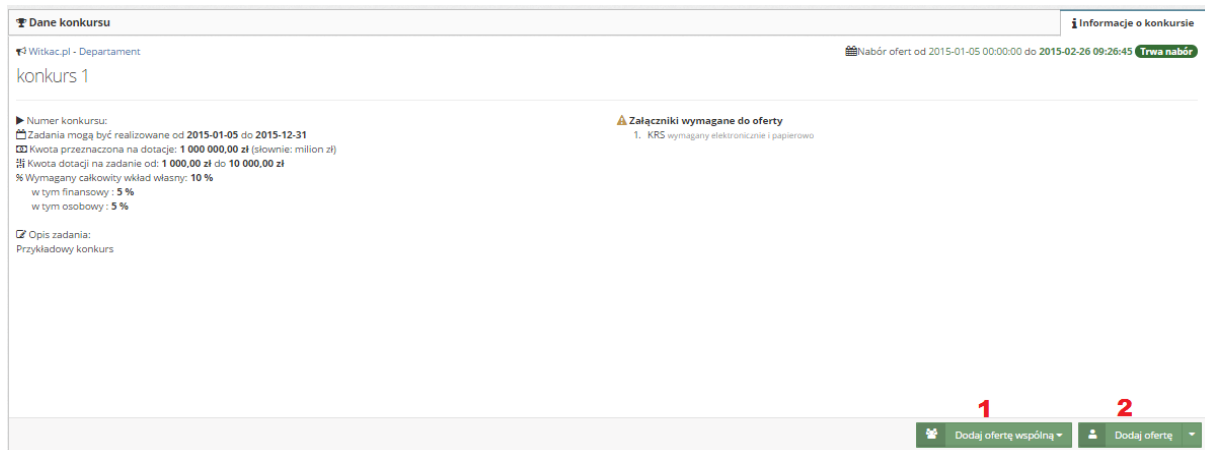 Dane konkursu
Informacje o konkursie
Witkac.pl - Departament
Nabór ofert od 2015-01-05 00:00:00 do 2015-02-26 09:26:45 Trwa nabór
konkurs 1
Numer konkursu:
Zadania mogą być realizowane od 2015-01-05 do 2015-12-31
Kwota przeznaczona na dotacje: 1 000 000,00 zł (słownie: milion zł)
Kwota dotacji na zadanie od: 1 000,00 zł do 10 000,00 zł
% Wymagany całkowity wkład własny: 10 %
w tym finansowy : 5 %
w tym osobowy : 5 %
Opis zadania:
Przykładowy konkurs
Załączniki wymagane do oferty
1. KRS wymagany elektronicznie i papierowo
1
2
Dodaj ofertę wspólną
Dodaj ofertę